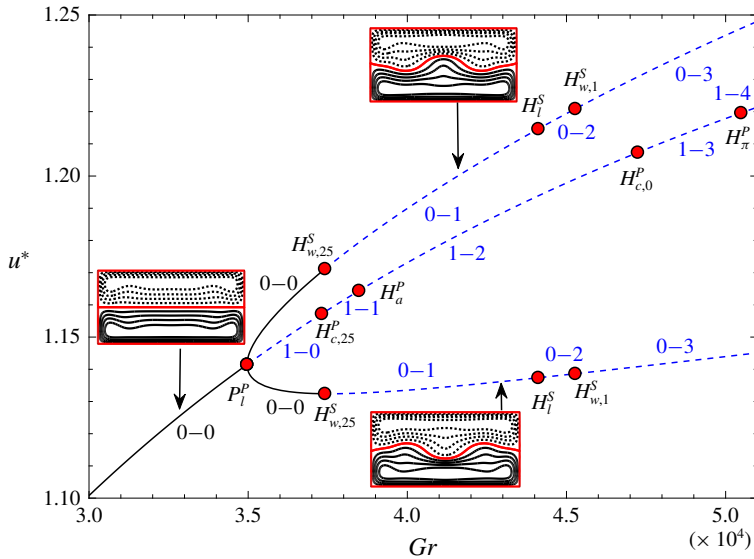 1.25
0−3
H^S_{w,1}
H^S_l
1−4
0−2
H^P_π
1−3
1.20
H^P_{c,0}
0−1
H^S_{w,25}
1−2
u*
0−0
H^P_a
1−1
H^P_{c,25}
1.15
1−0
0−3
0−2
0−1
P^P_l
0−0
H^S_{w,25}
H^S_l
H^S_{w,1}
0−0
1.10
3.0
3.5
4.0
4.5
5.0
Gr
(× 10⁴)